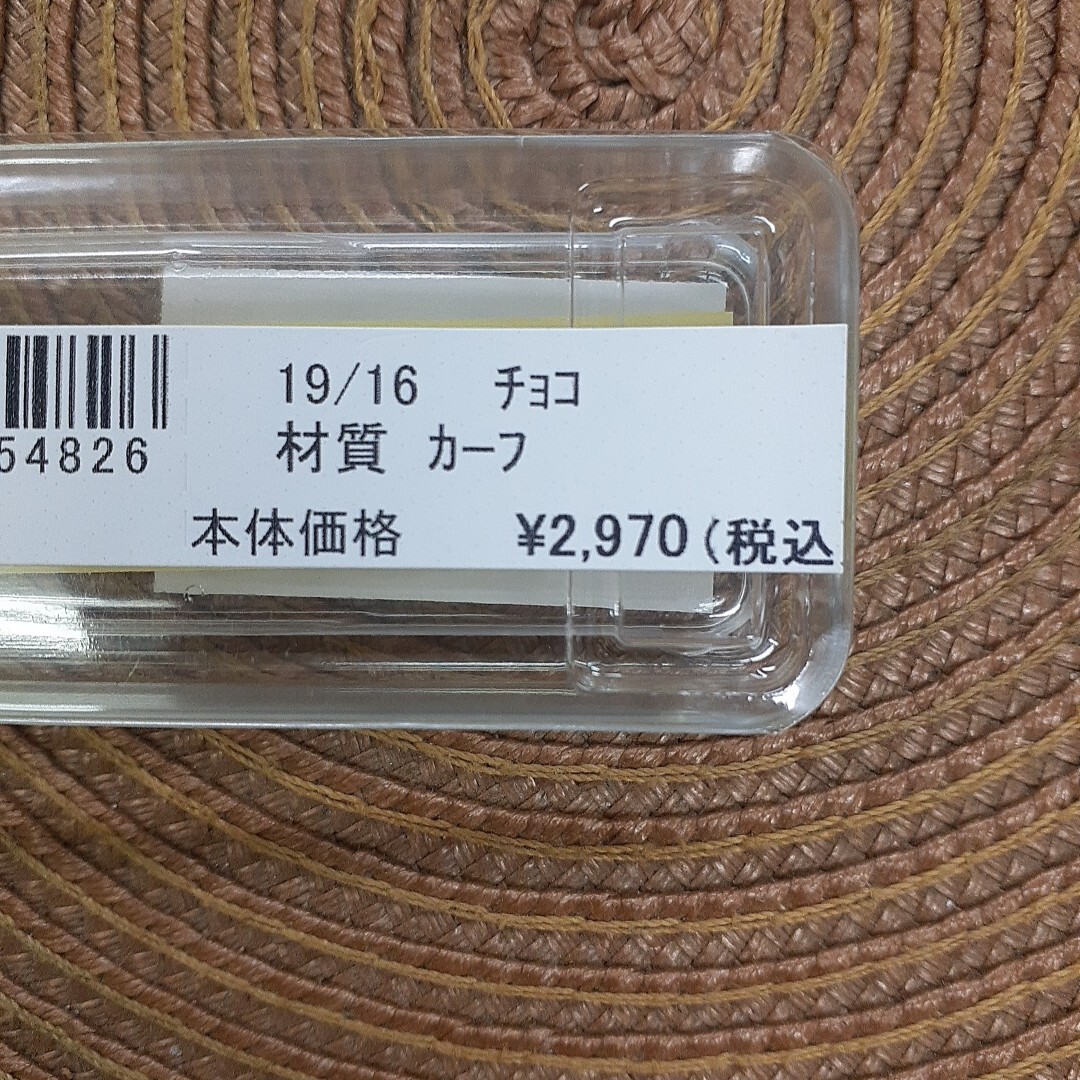 19/16 ﾁｮｺ
材質 ｶｰﾌ
54826
本体価格 ¥2,970(税込